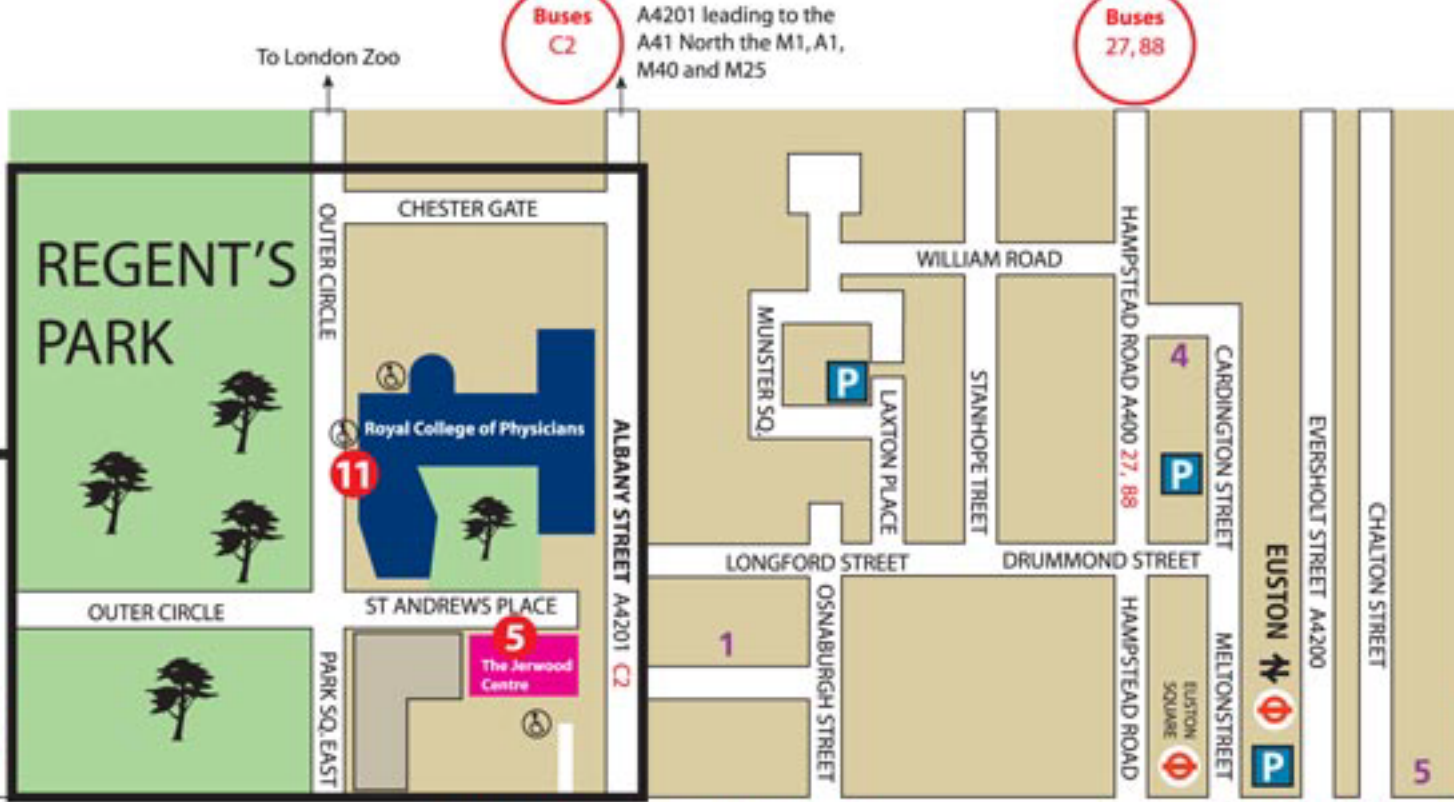 Buses
C2
A4201 leading to the
A41 North the M1, A1,
M40 and M25
Buses
27, 88
To London Zoo
REGENT'S
PARK
OUTER CIRCLE
CHESTER GATE
WILLIAM ROAD
HAMPSTEAD ROAD A400 27, 88
MUNSTER SQ.
P
LAXTON PLACE
STANHOPE TREET
4
CARDINGTON STREET
P
Royal College of Physicians
11
ALBANY STREET A4201 C2
EVERSHOLT STREET A4200
CHALTON STREET
LONGFORD STREET
DRUMMOND STREET
EUSTON
OUTER CIRCLE
ST ANDREWS PLACE
5
The Jerwood
Centre
PARK SQ. EAST
1
OSNABURGH STREET
HAMPSTEAD ROAD
EUSTON
SQUARE
MELTONSTREET
P
5